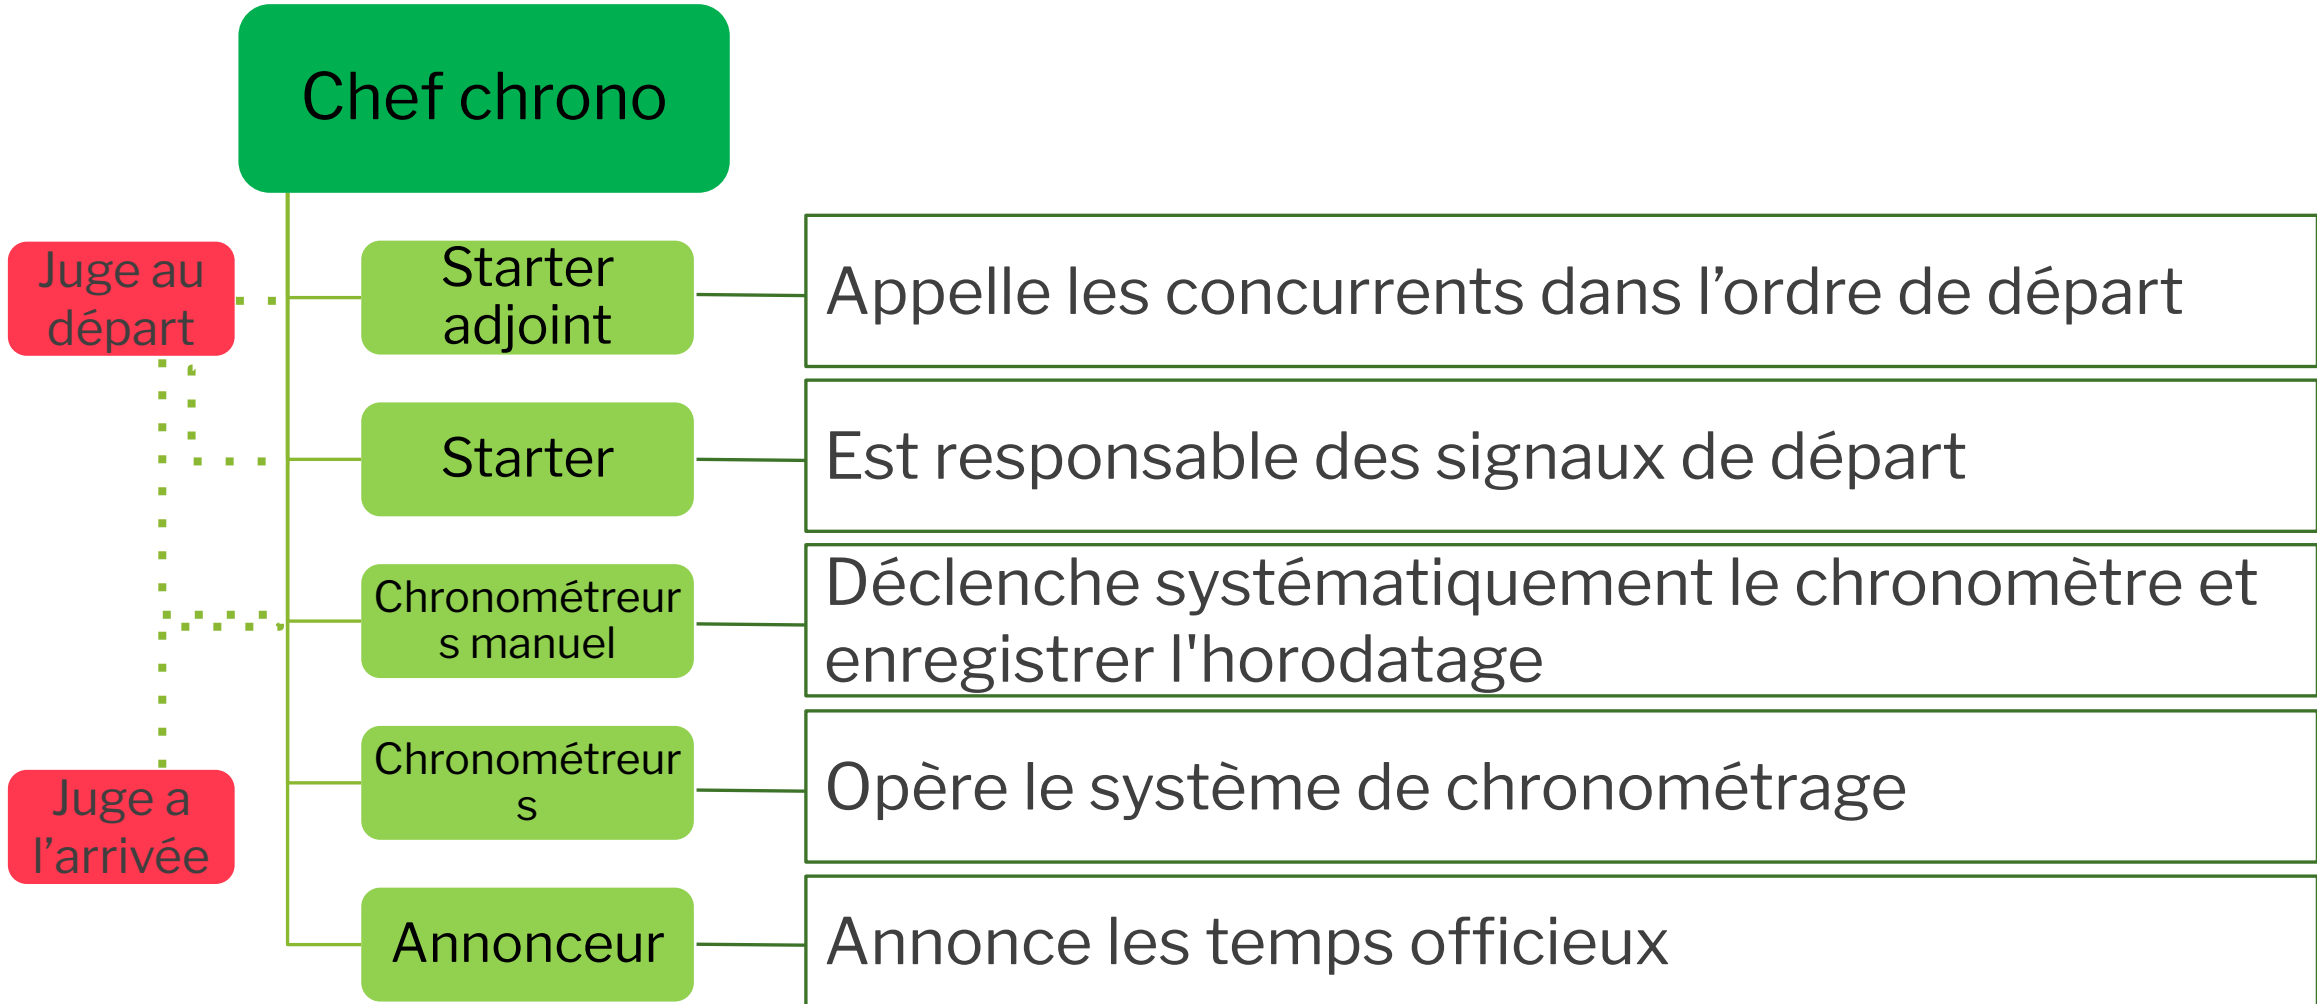 Chef chrono
Juge au
départ
Starter
adjoint
Appelle les concurrents dans l’ordre de départ
Starter
Est responsable des signaux de départ
Chronométreur
s manuel
Déclenche systématiquement le chronomètre et
enregistrer l'horodatage
Chronométreur
s
Opère le système de chronométrage
Juge a
l’arrivée
Annonceur
Annonce les temps officieux